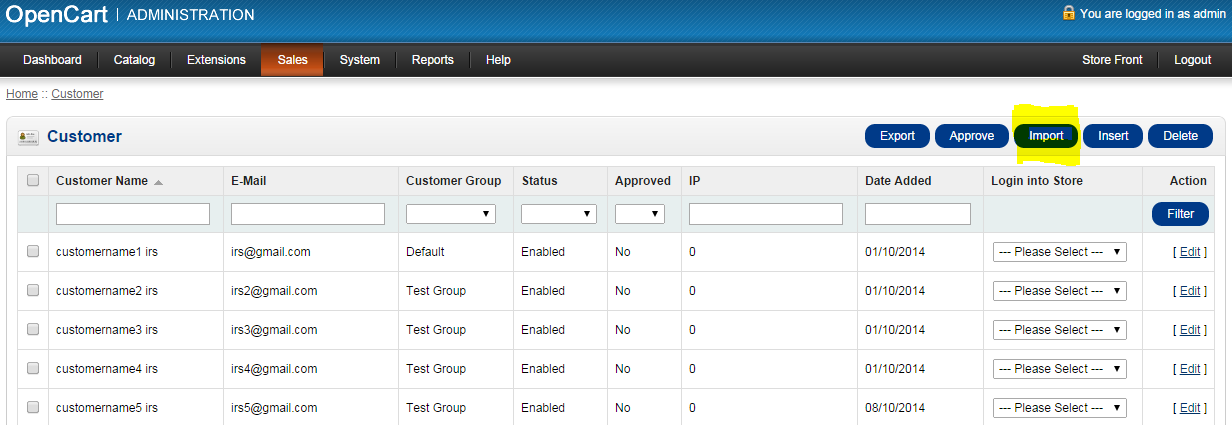 OpenCart | ADMINISTRATION You are logged in as admin
Dashboard Catalog Extensions Sales System Reports Help Store Front Logout
Home :: Customer
Customer Export Approve Import Insert Delete
Customer Name E-Mail Customer Group Status Approved IP Date Added Login into Store Action
Filter
customername1 irs irs@gmail.com Default Enabled No 0 01/10/2014 --- Please Select --- [ Edit ]
customername2 irs irs2@gmail.com Test Group Enabled No 0 01/10/2014 --- Please Select --- [ Edit ]
customername3 irs irs3@gmail.com Test Group Enabled No 0 01/10/2014 --- Please Select --- [ Edit ]
customername4 irs irs4@gmail.com Test Group Enabled No 0 01/10/2014 --- Please Select --- [ Edit ]
customername5 irs irs5@gmail.com Test Group Enabled No 0 08/10/2014 --- Please Select --- [ Edit ]